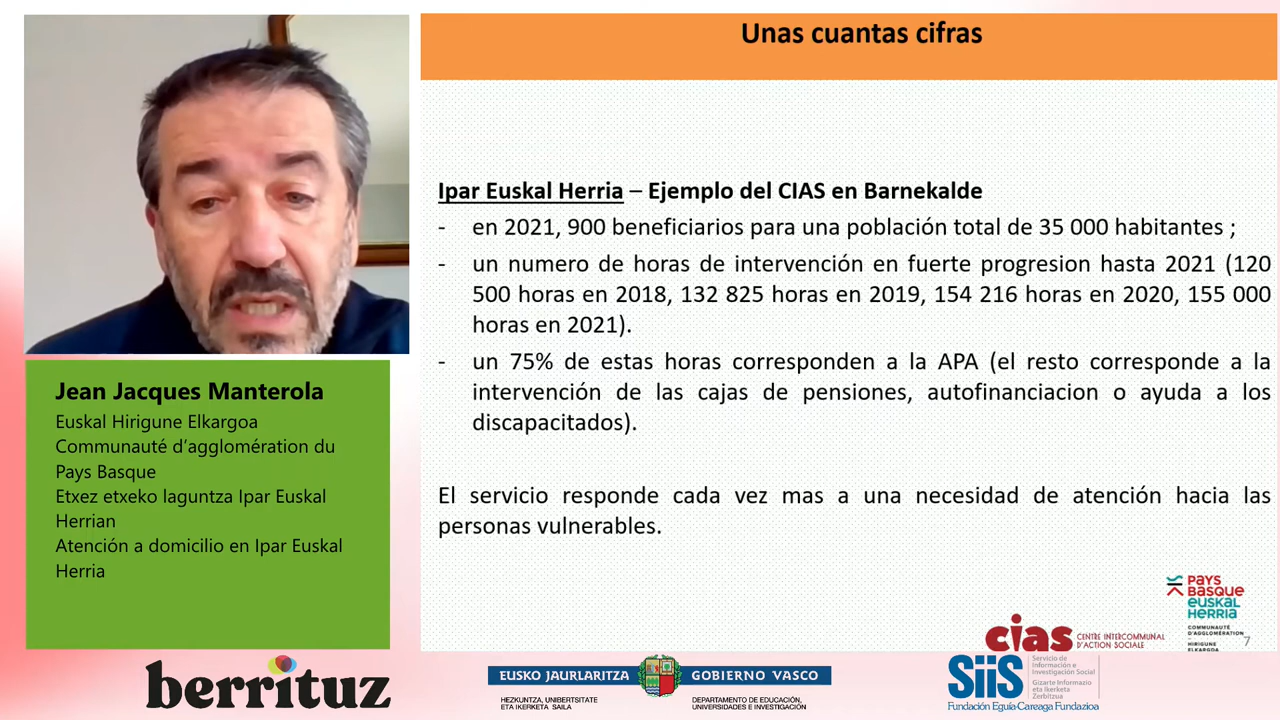 Unas cuantas cifras
Ipar Euskal Herria – Ejemplo del CIAS en Barnekalde
- en 2021, 900 beneficiarios para una población total de 35 000 habitantes ;
- un numero de horas de intervención en fuerte progresion hasta 2021 (120
500 horas en 2018, 132 825 horas en 2019, 154 216 horas en 2020, 155 000
horas en 2021).
- un 75% de estas horas corresponden a la APA (el resto corresponde a la
intervención de las cajas de pensiones, autofinanciacion o ayuda a los
discapacitados).
El servicio responde cada vez mas a una necesidad de atención hacia las
personas vulnerables.
Jean Jacques Manterola
Euskal Hirigune Elkargoa
Communauté d'agglomération du
Pays Basque
Etxez etxeko laguntza Ipar Euskal
Herrian
Atención a domicilio en Ipar Euskal
Herria
PAYS
BASQUE
euskal
HERRIA
COMMUNAUTÉ
D'AGGLOMÉRATION
HIRIGUNE
ELKARGOA
7
cias
CENTRE INTERCOMMUNAL
D'ACTION SOCIALE
berrituz
EUSKO JAURLARITZA
GOBIERNO VASCO
HEZKUNTZA, UNIBERTSITATE
ETA IKERKETA SAILA
DEPARTAMENTO DE EDUCACIÓN,
UNIVERSIDADES E INVESTIGACIÓN
SiiS
Servicio de
Información e
Investigación Social
Gizarte Informazio
eta Ikerketa
Zerbitzua
Fundación Eguía-Careaga Fundazioa